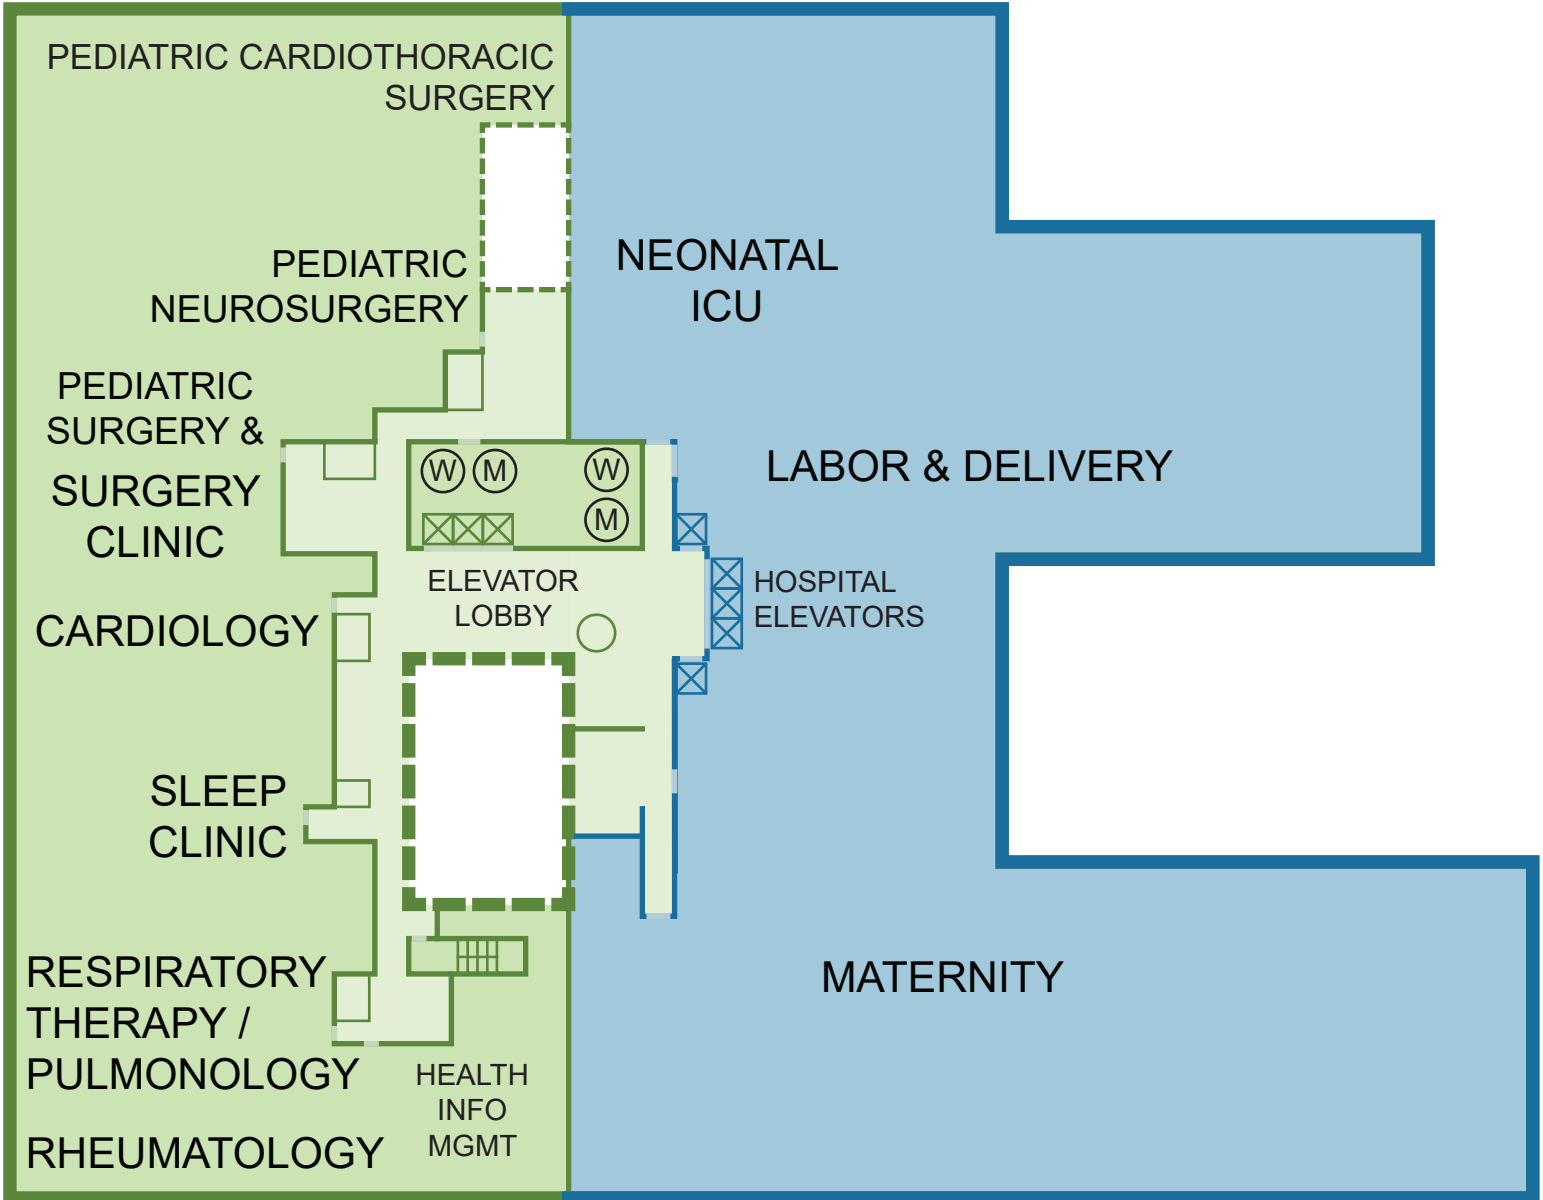 PEDIATRIC CARDIOTHORACIC
SURGERY
PEDIATRIC
NEUROSURGERY
NEONATAL
ICU
PEDIATRIC
SURGERY &
SURGERY
CLINIC
W
M
W
M
LABOR & DELIVERY
ELEVATOR
LOBBY
HOSPITAL
ELEVATORS
CARDIOLOGY
SLEEP
CLINIC
RESPIRATORY
THERAPY /
PULMONOLOGY
MATERNITY
HEALTH
INFO
MGMT
RHEUMATOLOGY